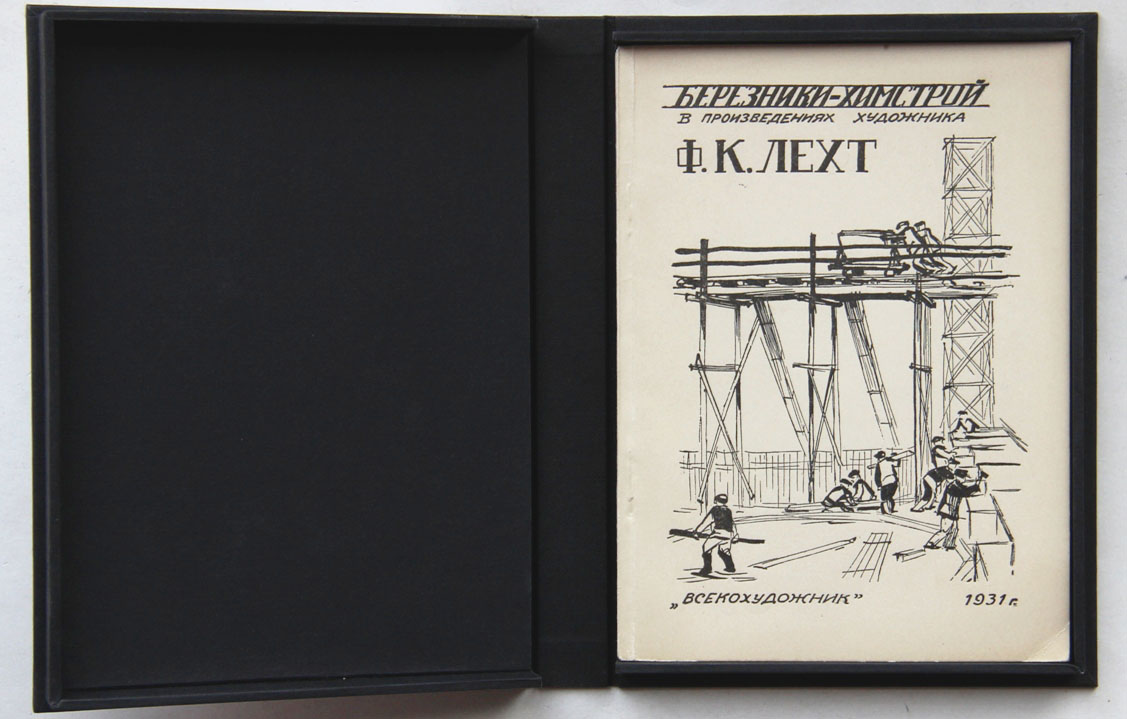 БЕРЕЗНИКИ-ХИМСТРОЙ
В ПРОИЗВЕДЕНИЯХ ХУДОЖНИКА
Ф. К. ЛЕХТ
„ВСЕКОХУДОЖНИК” 1931 г.